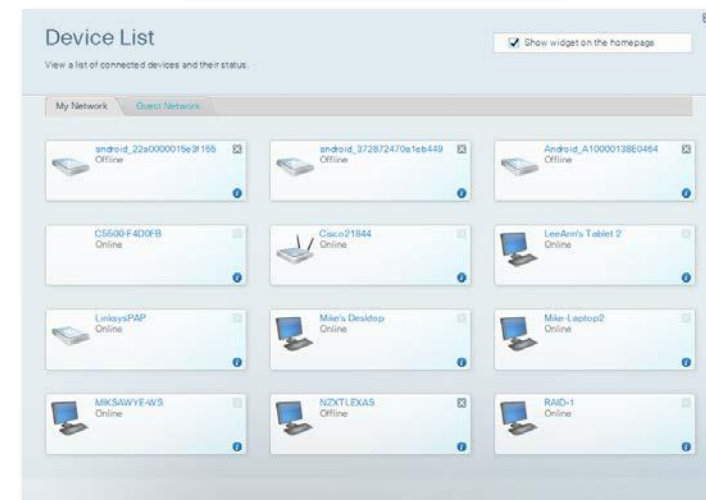 Device List
Show widget on the homepage
View a list of connected devices and their status.
My Network
Guest Network
android_22a0000015e3f155
Offline
android_372872470a1eb449
Offline
Android_A10000138E0464
Offline
C5500-F4D0FB
Online
Cisco21844
Online
LeeAnn's Tablet 2
Online
LinksysPAP
Online
Mike's Desktop
Online
Mike-Laptop2
Online
MIKSAWYE-WS
Online
NZXTLEXAS
Offline
RAID-1
Online